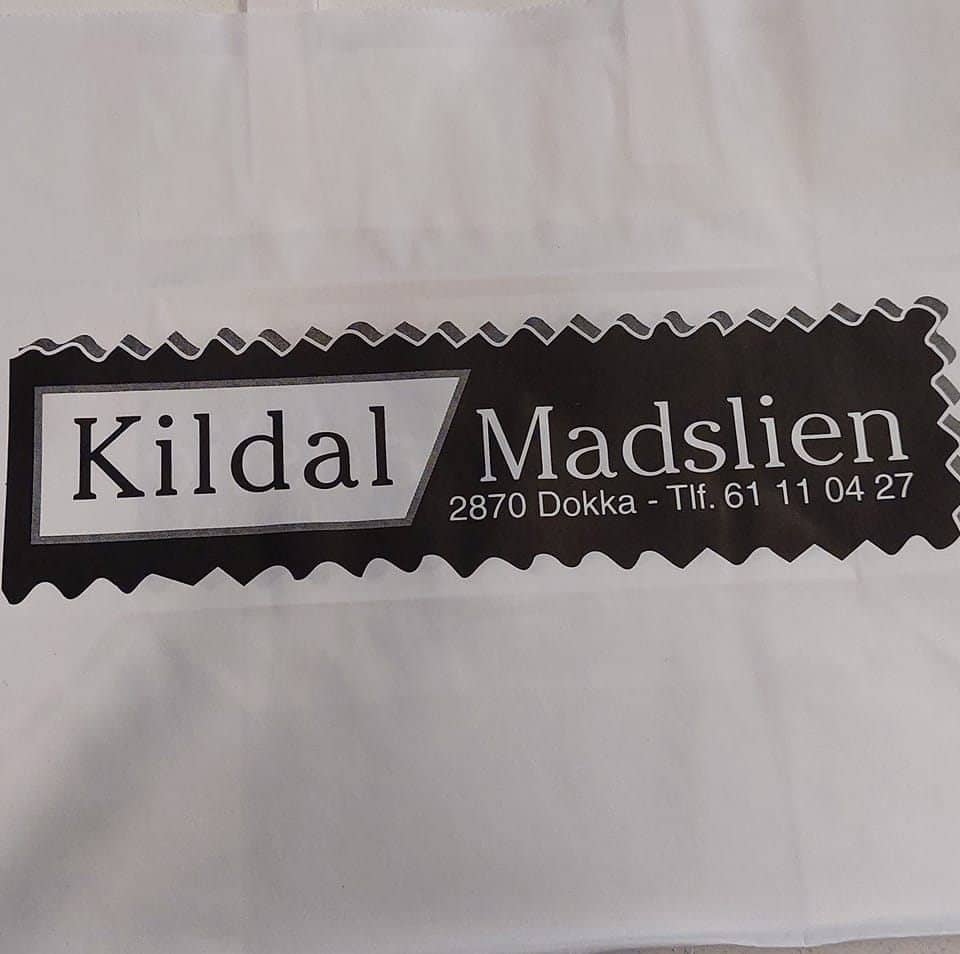 Kildal Madslien
2870 Dokka - Tlf. 61 11 04 27